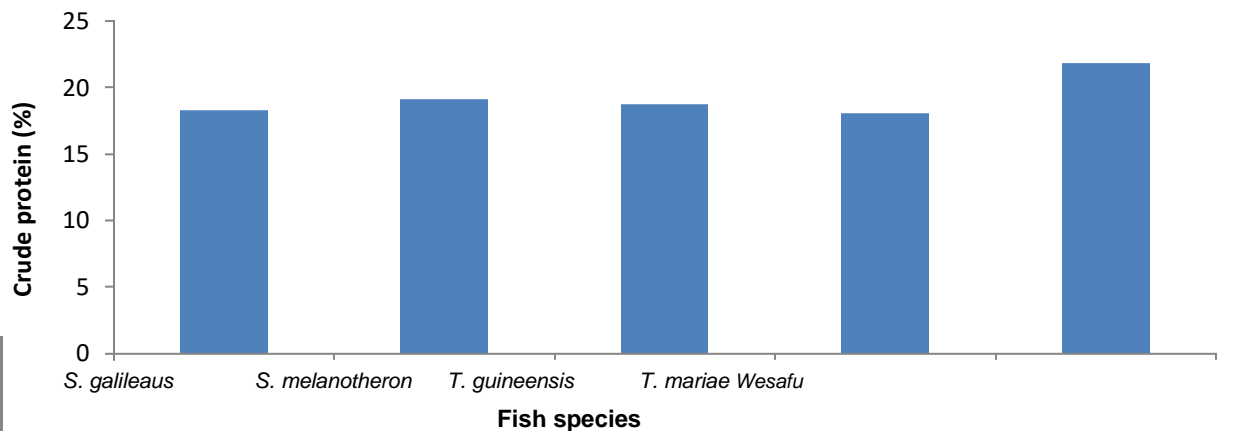 25
20
15
10
5
0
Crude protein (%)
S. galileaus S. melanotheron T. guineensis T. mariae Wesafu
Fish species